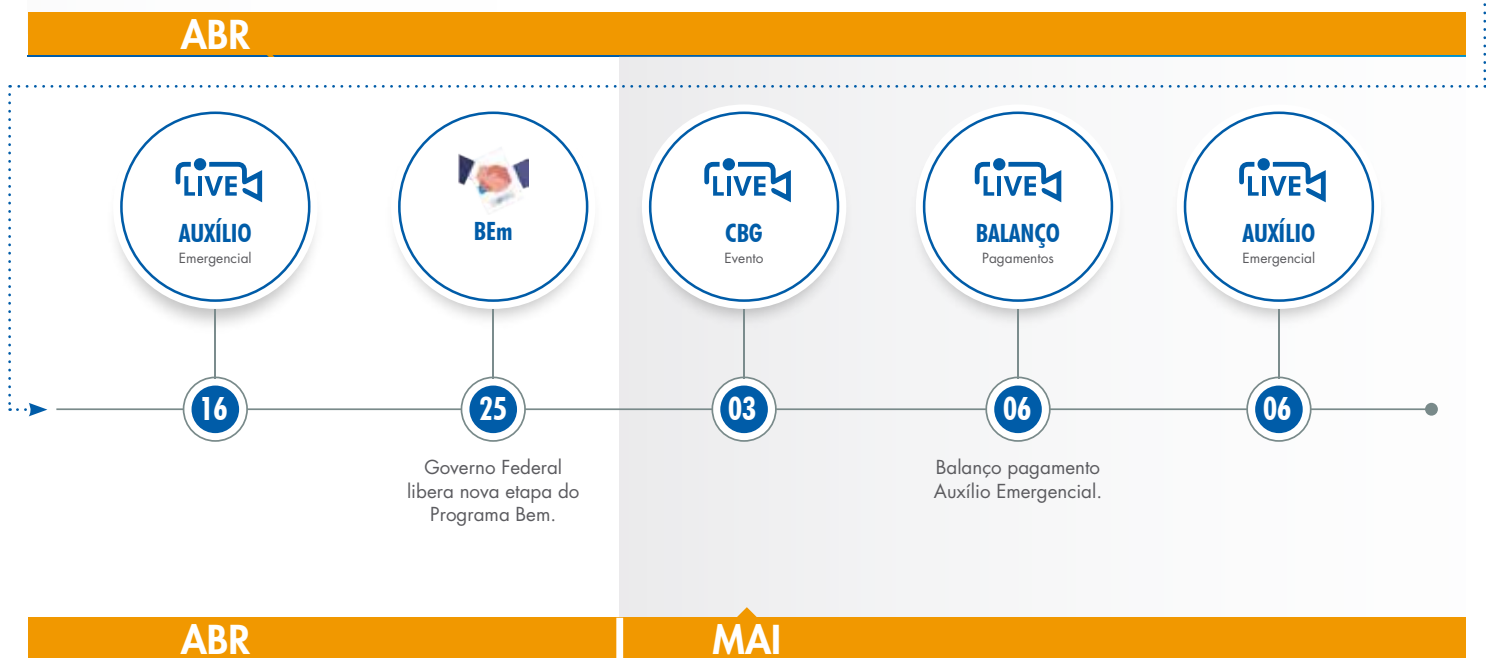 ABR
LIVE
AUXÍLIO
Emergencial
16
BEm
25
Governo Federal
libera nova etapa do
Programa Bem.
LIVE
CBG
Evento
03
LIVE
BALANÇO
Pagamentos
06
Balanço pagamento
Auxílio Emergencial.
LIVE
AUXÍLIO
Emergencial
06
ABR
MAI